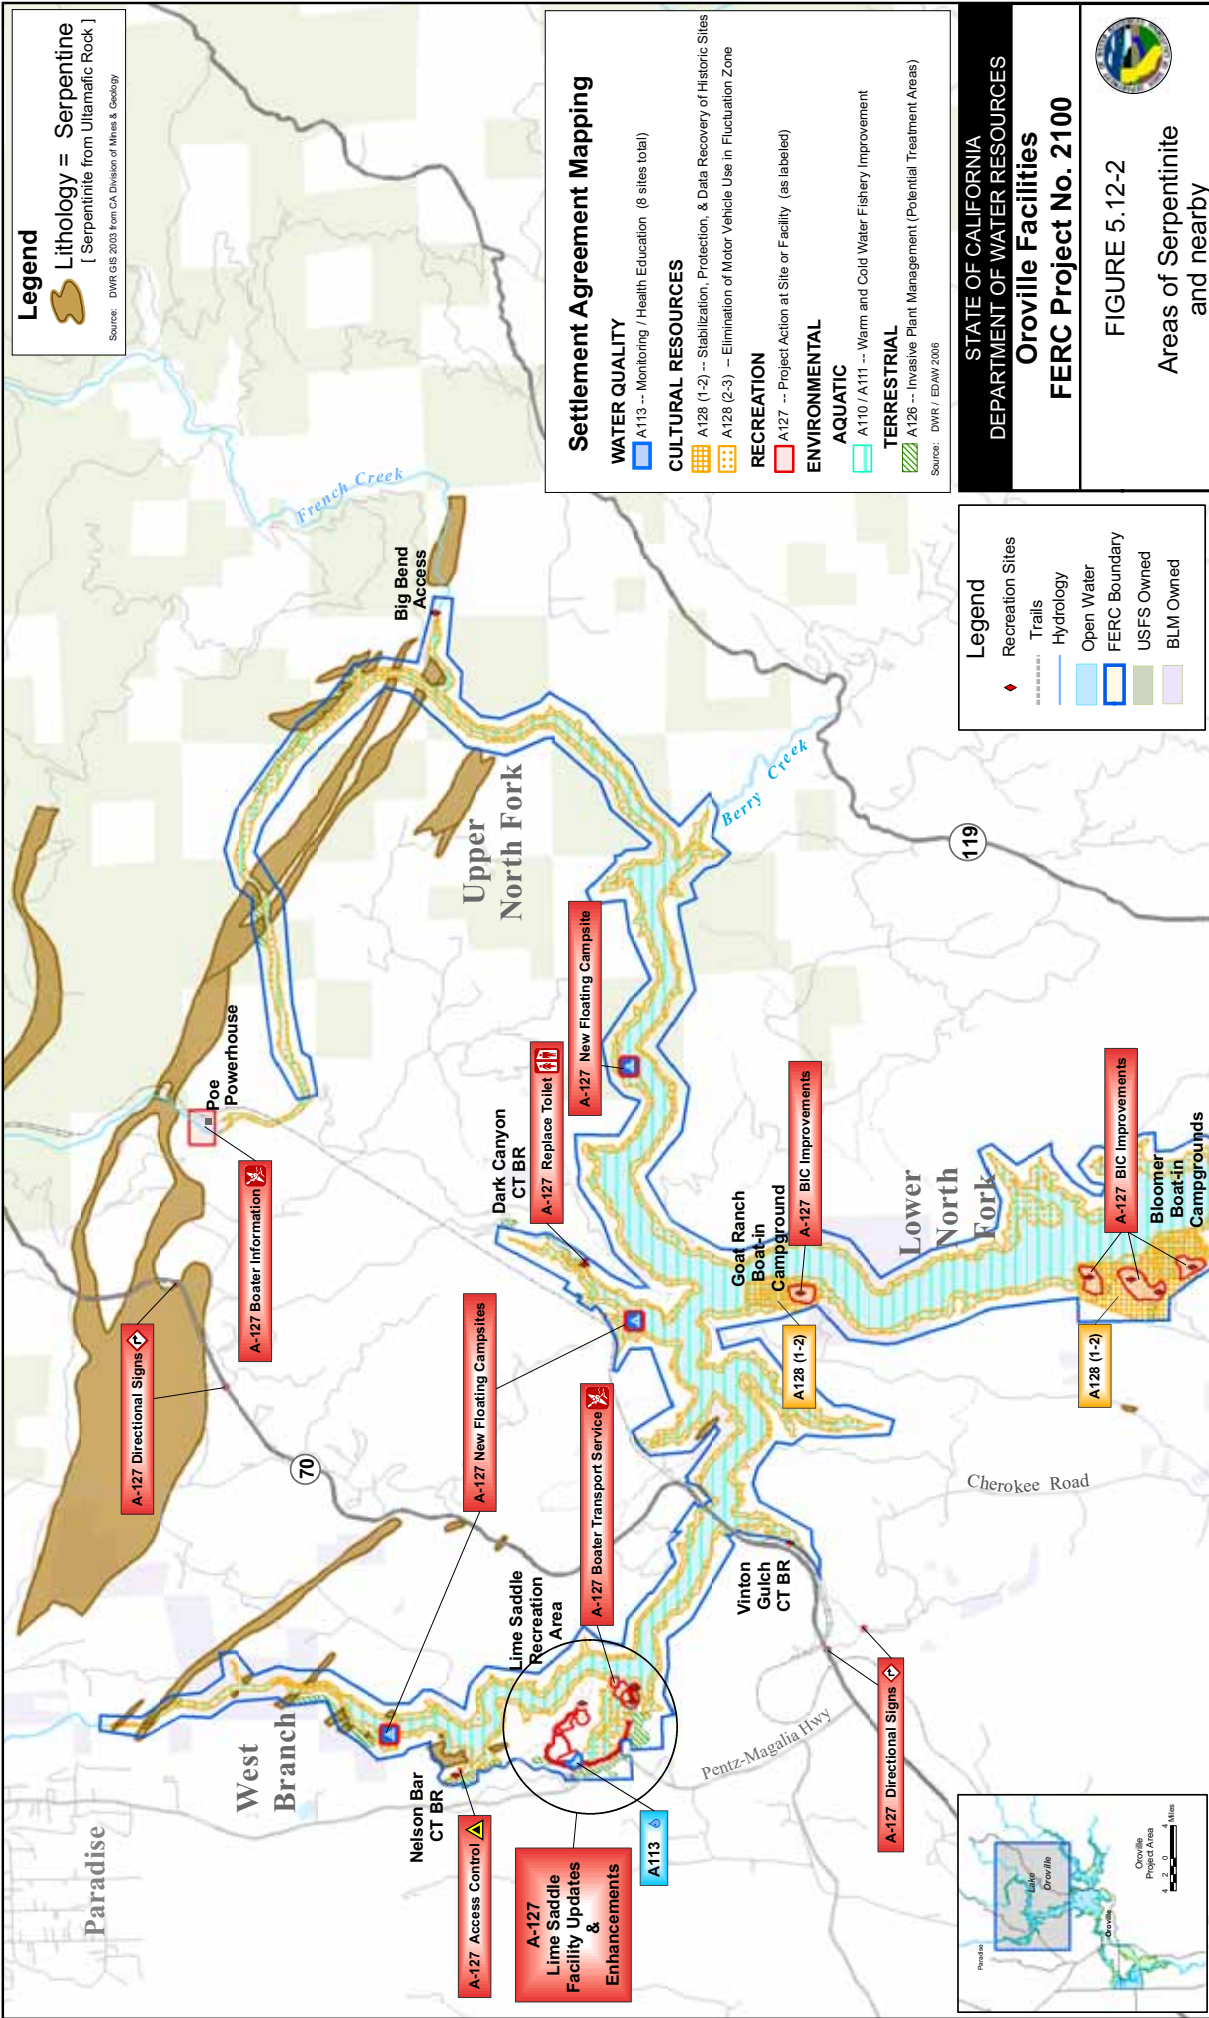 Legend
Lithology = Serpentine
[ Serpentinite from Ultamafic Rock ]
Source: DWR GIS 2003 from CA Division of Mines & Geology
Paradise
West
Branch
Upper
North Fork
Lower
North
Fork
French Creek
Berry Creek
Big Bend
Access
Poe
Powerhouse
A-127 Directional Signs
A-127 Boater Information
70
119
A-127 New Floating Campsites
A-127 New Floating Campsite
Dark Canyon
CT BR
A-127 Replace Toilet
Nelson Bar
CT BR
A-127 Access Control
Lime Saddle
Recreation
Area
A-127 Boater Transport Service
A-127
Lime Saddle
Facility Updates
&
Enhancements
A113
Pentz-Magalia Hwy
Vinton
Gulch
CT BR
A-127 Directional Signs
Cherokee Road
Goat Ranch
Boat-in
Campground
A-127 BIC Improvements
A128 (1-2)
A-127 BIC Improvements
A128 (1-2)
Bloomer
Boat-in
Campgrounds
Settlement Agreement Mapping
WATER QUALITY
A113 -- Monitoring / Health Education (8 sites total)
CULTURAL RESOURCES
A128 (1-2) -- Stabilization, Protection, & Data Recovery of Historic Sites
A128 (2-3) -- Elimination of Motor Vehicle Use in Fluctuation Zone
RECREATION
A127 -- Project Action at Site or Facility (as labeled)
ENVIRONMENTAL
AQUATIC
A110 / A111 -- Warm and Cold Water Fishery Improvement
TERRESTRIAL
A126 -- Invasive Plant Management (Potential Treatment Areas)
Source: DWR / EDAW 2006
Legend
Recreation Sites
Trails
Hydrology
Open Water
FERC Boundary
USFS Owned
BLM Owned
STATE OF CALIFORNIA
DEPARTMENT OF WATER RESOURCES
Oroville Facilities
FERC Project No. 2100
FIGURE 5.12-2
Areas of Serpentinite
and nearby
Paradise
Lake
Oroville
Oroville
Oroville
Project Area
4 2 0 4 Miles